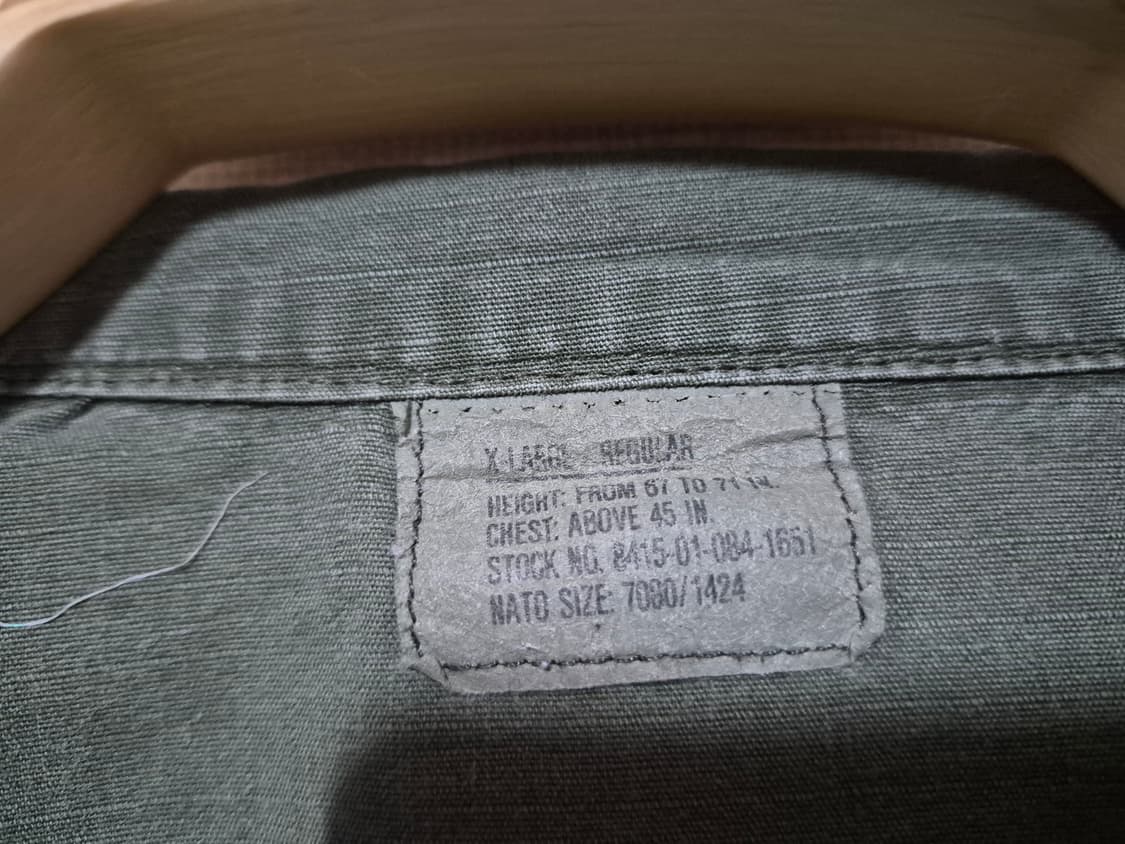 X-LARGE REGULAR
HEIGHT: FROM 67 TO 71 IN.
CHEST: ABOVE 45 IN.
STOCK NO. 8415-01-084-1651
NATO SIZE: 7080/1424